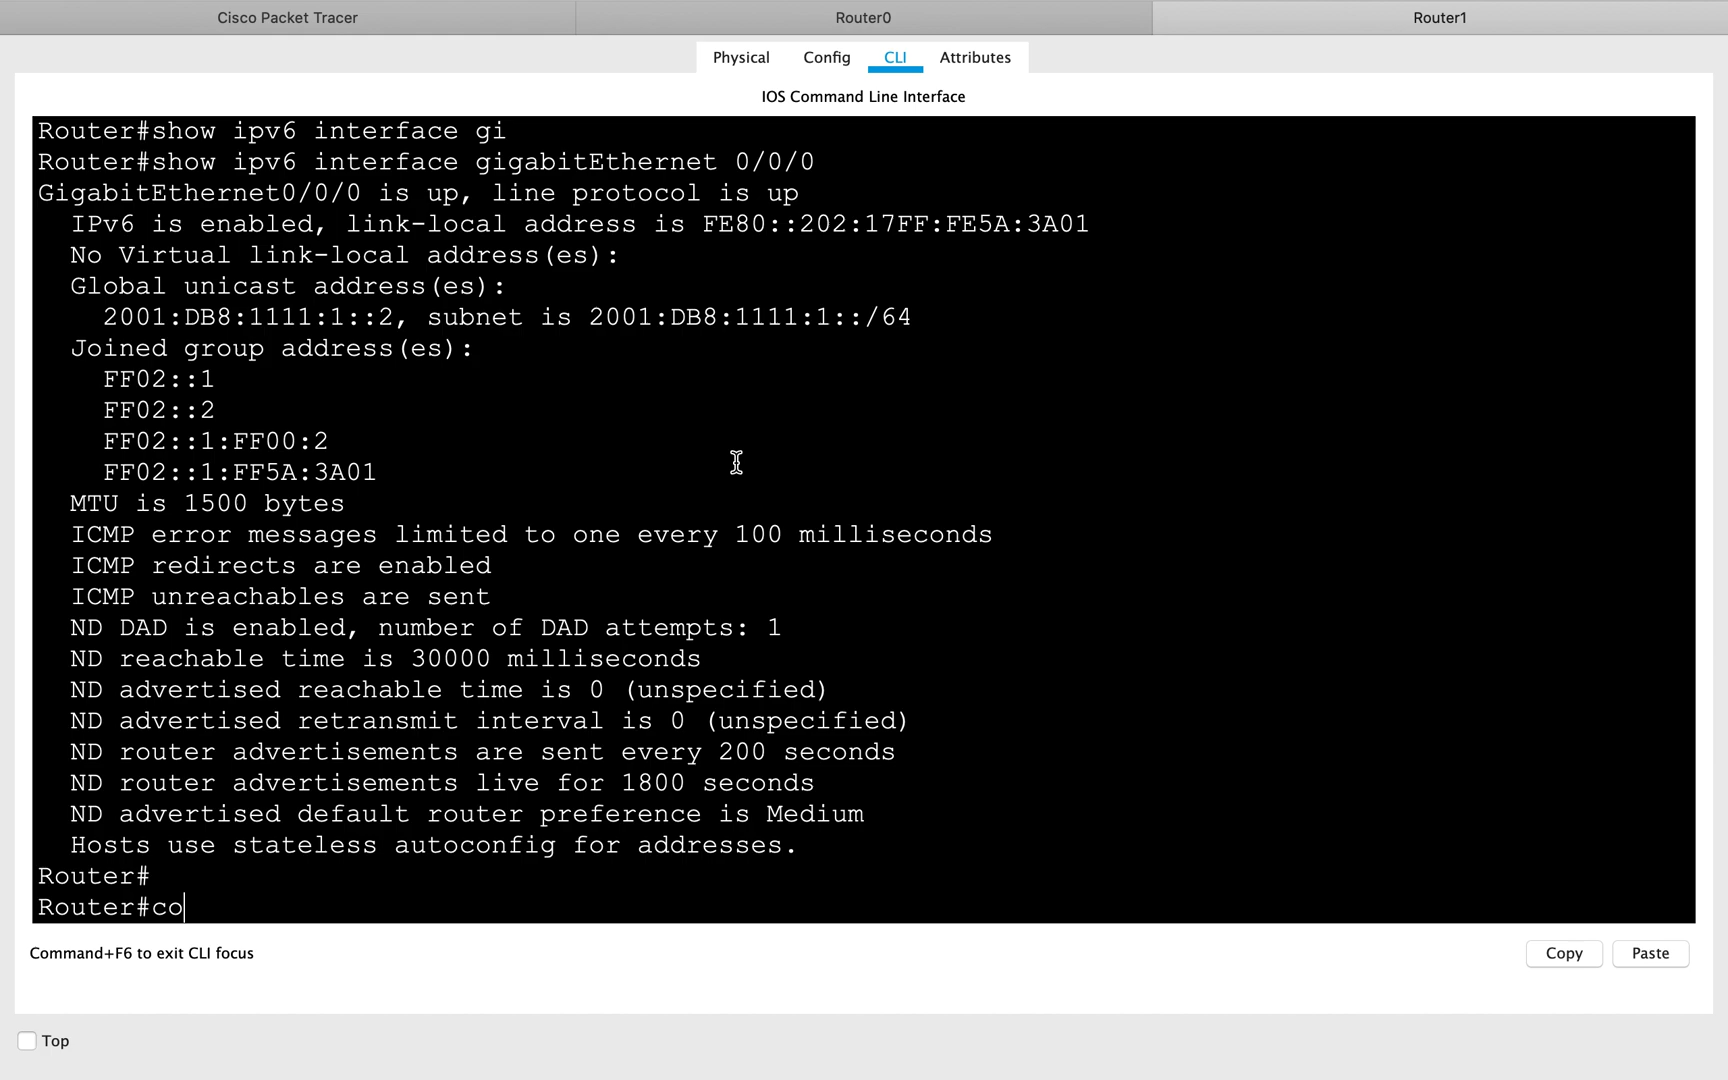 Cisco Packet Tracer
Router0
Router1
Physical
Config
CLI
Attributes
IOS Command Line Interface
Router#show ipv6 interface gi
Router#show ipv6 interface gigabitEthernet 0/0/0
GigabitEthernet0/0/0 is up, line protocol is up
IPv6 is enabled, link-local address is FE80::202:17FF:FE5A:3A01
No Virtual link-local address(es):
Global unicast address(es):
2001:DB8:1111:1::2, subnet is 2001:DB8:1111:1::/64
Joined group address(es):
FF02::1
FF02::2
FF02::1:FF00:2
FF02::1:FF5A:3A01
MTU is 1500 bytes
ICMP error messages limited to one every 100 milliseconds
ICMP redirects are enabled
ICMP unreachables are sent
ND DAD is enabled, number of DAD attempts: 1
ND reachable time is 30000 milliseconds
ND advertised reachable time is 0 (unspecified)
ND advertised retransmit interval is 0 (unspecified)
ND router advertisements are sent every 200 seconds
ND router advertisements live for 1800 seconds
ND advertised default router preference is Medium
Hosts use stateless autoconfig for addresses.
Router#
Router#co
Command+F6 to exit CLI focus
Copy
Paste
Top